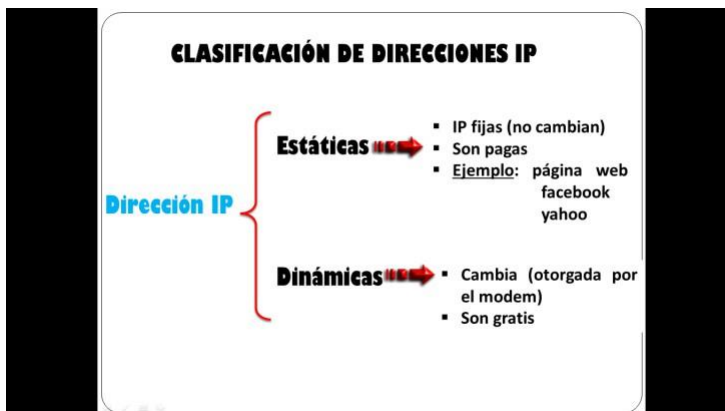 CLASIFICACIÓN DE DIRECCIONES IP
Dirección IP
Estáticas
▪ IP fijas (no cambian)
▪ Son pagas
▪ Ejemplo: página web
facebook
yahoo
Dinámicas
▪ Cambia (otorgada por
el modem)
▪ Son gratis